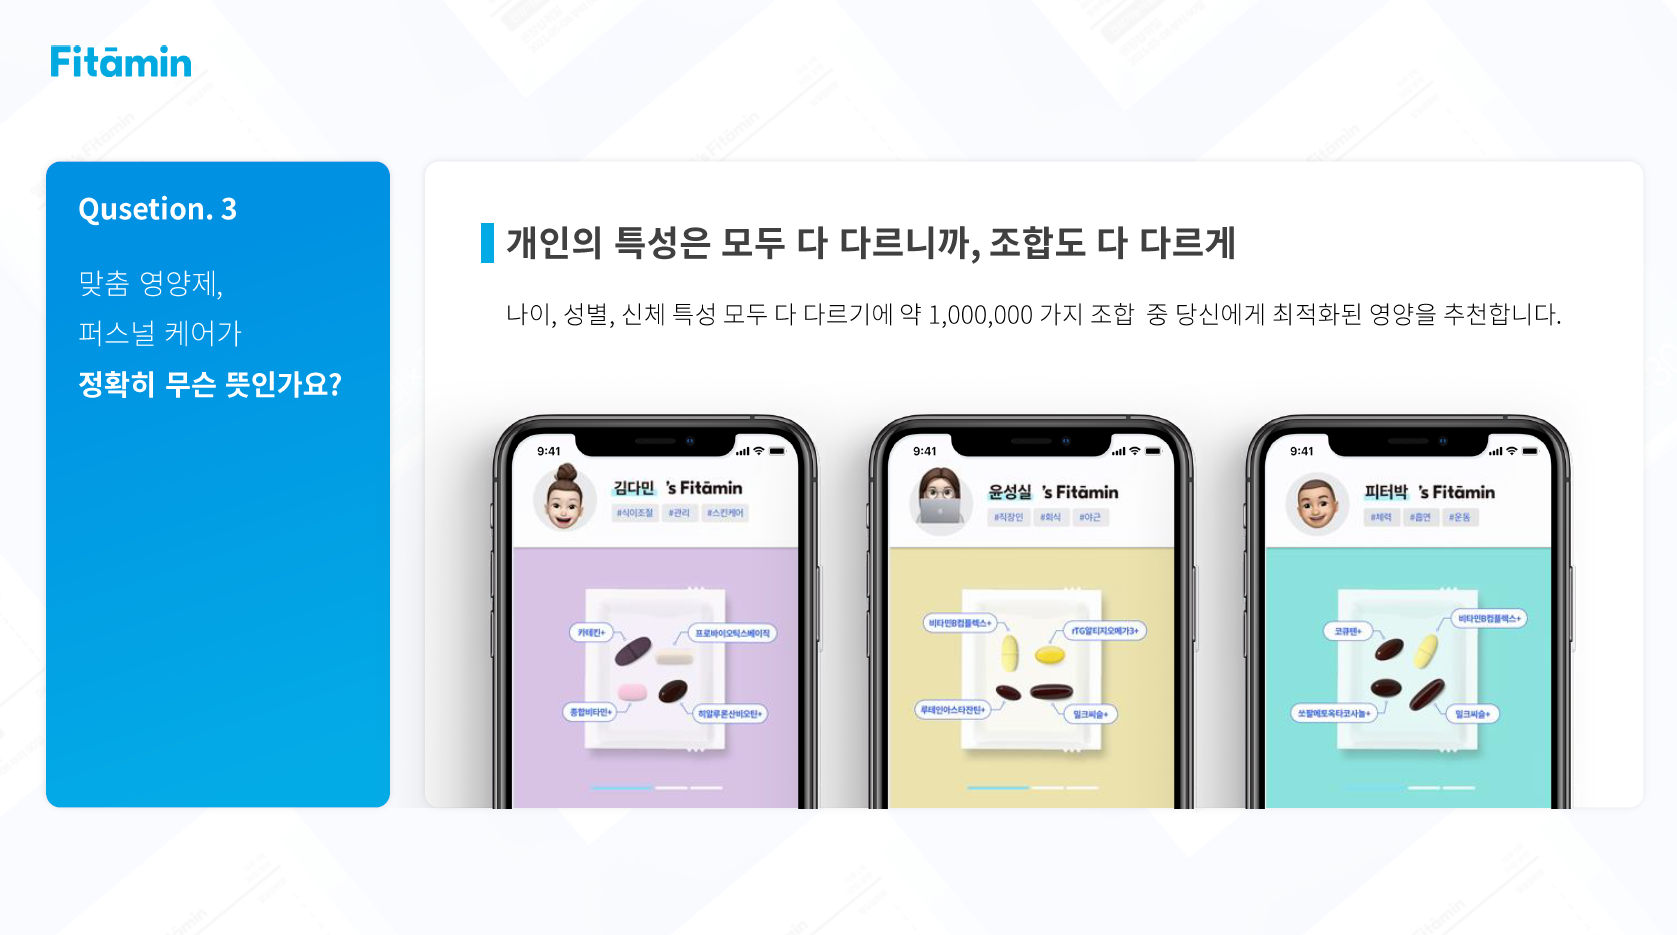 Fitāmin
Qusetion. 3
맞춤 영양제,
퍼스널 케어가
정확히 무슨 뜻인가요?
개인의 특성은 모두 다 다르니까, 조합도 다 다르게
나이, 성별, 신체 특성 모두 다 다르기에 약 1,000,000 가지 조합 중 당신에게 최적화된 영양을 추천합니다.
9:41
김다민 's Fitāmin
#식이조절 #관리 #스킨케어
카테킨+
프로바이오틱스베이직
종합비타민+
히알루론산비오틴+
9:41
윤성실 's Fitāmin
#직장인 #회식 #야근
비타민B컴플렉스+
rTG알티지오메가3+
루테인아스타잔틴+
밀크씨슬+
9:41
피터박 's Fitāmin
#체력 #흡연 #운동
코큐텐+
비타민B컴플렉스+
쏘팔메토옥타코사놀+
밀크씨슬+